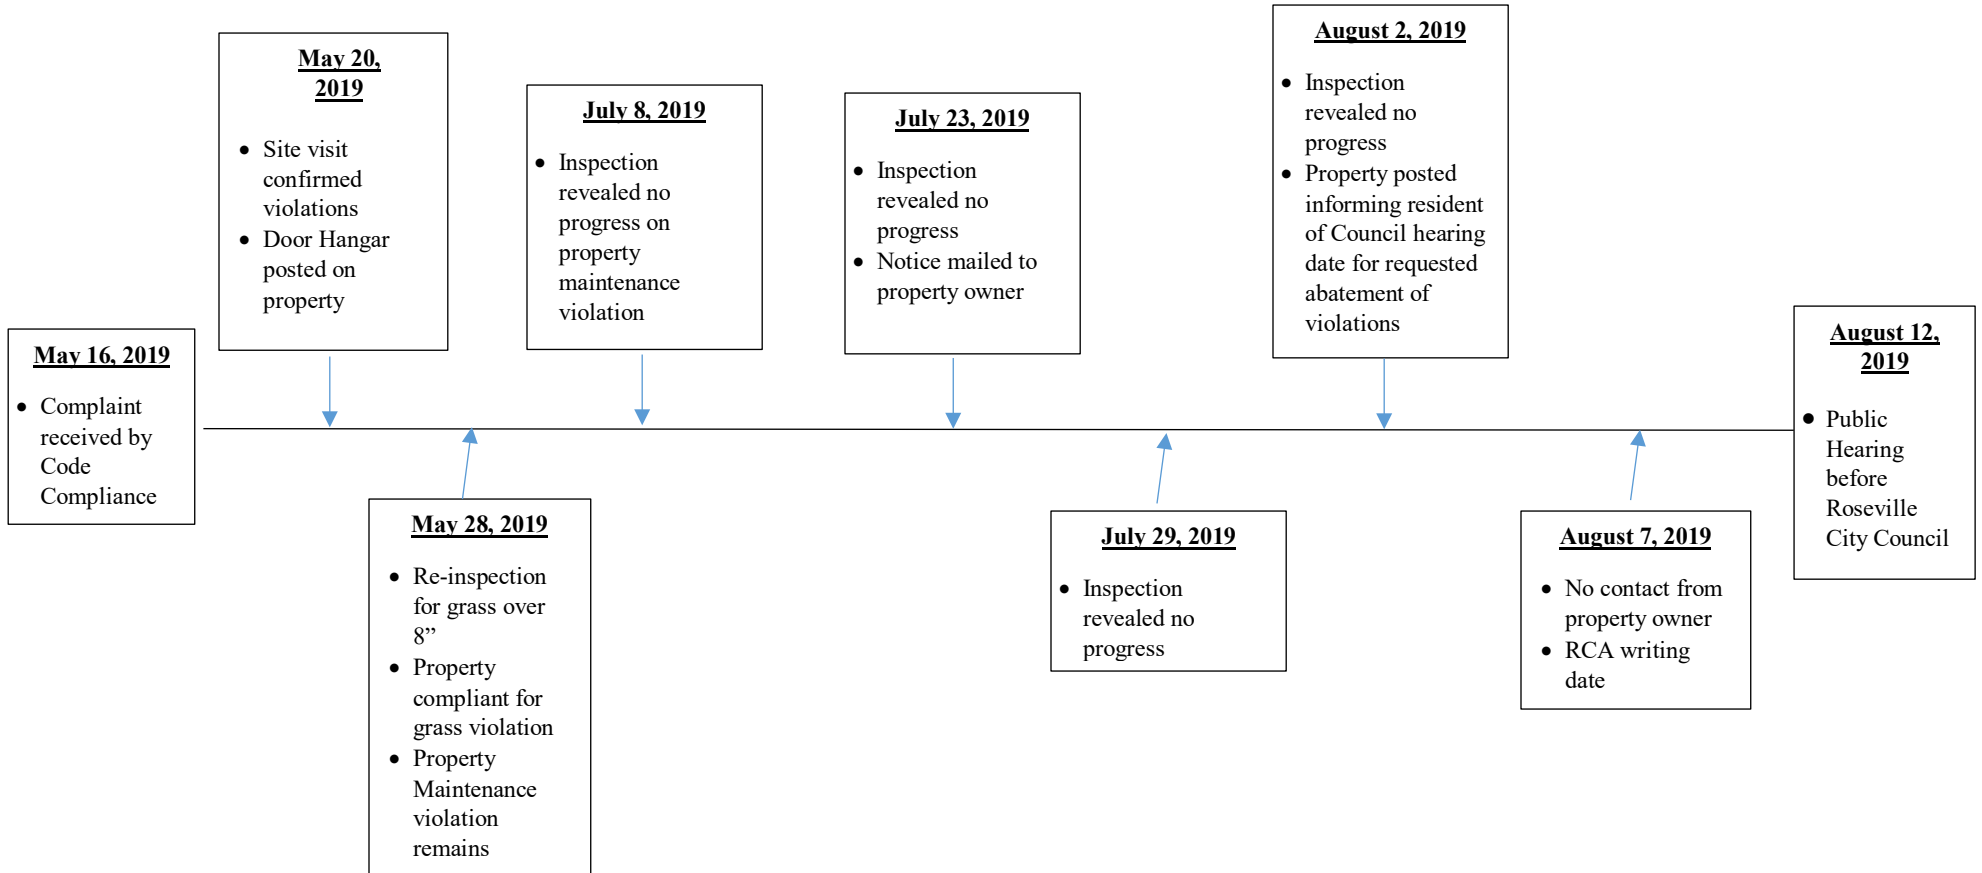 May 16, 2019
• Complaint
received by
Code
Compliance
May 20,
2019
• Site visit
confirmed
violations
• Door Hangar
posted on
property
May 28, 2019
• Re-inspection
for grass over
8”
• Property
compliant for
grass violation
• Property
Maintenance
violation
remains
July 8, 2019
• Inspection
revealed no
progress on
property
maintenance
violation
July 23, 2019
• Inspection
revealed no
progress
• Notice mailed to
property owner
July 29, 2019
• Inspection
revealed no
progress
August 2, 2019
• Inspection
revealed no
progress
• Property posted
informing resident
of Council hearing
date for requested
abatement of
violations
August 7, 2019
• No contact from
property owner
• RCA writing
date
August 12,
2019
• Public
Hearing
before
Roseville
City Council